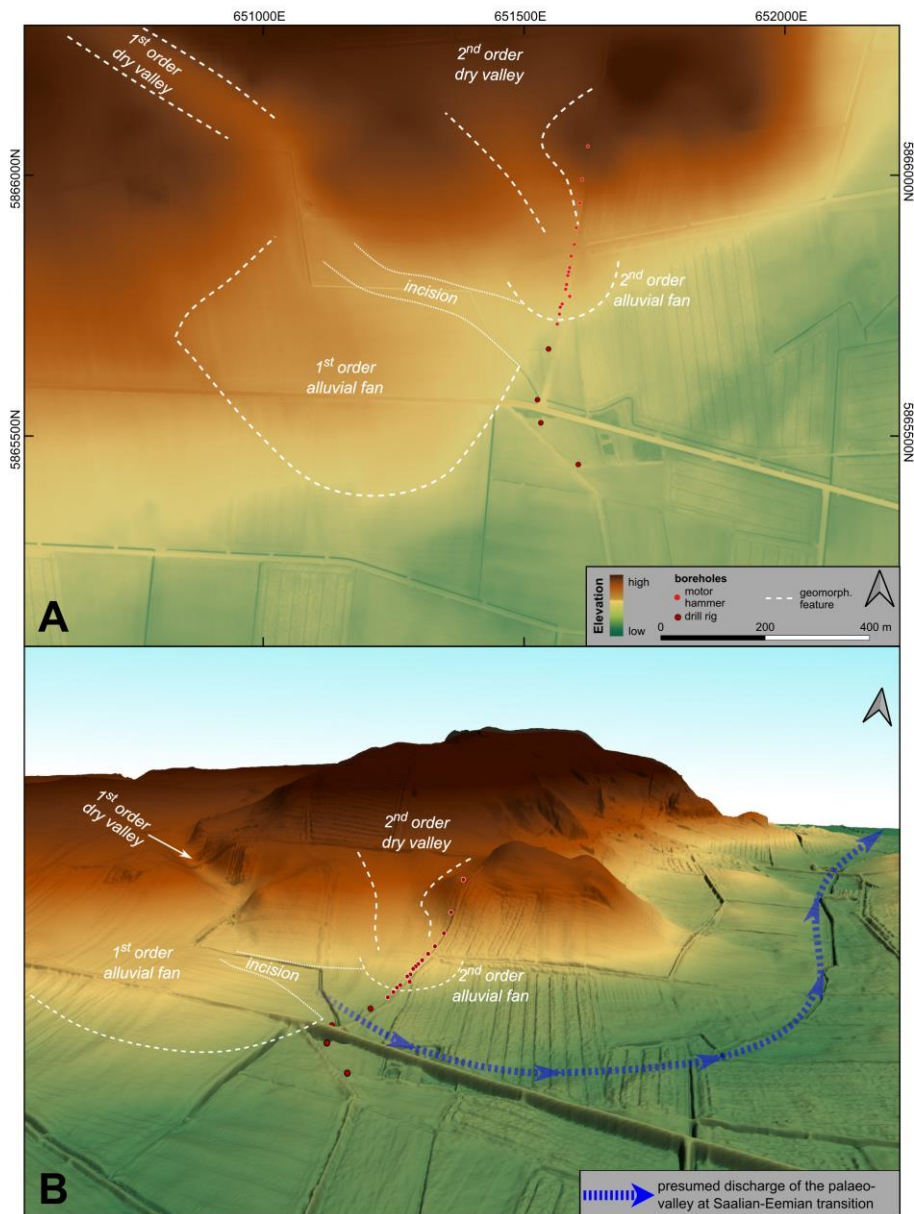 651000E
651500E
652000E
1st order
dry valley
2nd order
dry valley
5866000N
5866000N
incision
2nd order
alluvial fan
1st order
alluvial fan
5865500N
5865500N
A
Elevation
high
low
boreholes
motor
hammer
drill rig
geomorph.
feature
0 200 400 m
1st order
dry valley
2nd order
dry valley
1st order
alluvial fan
incision
2nd order
alluvial fan
B
presumed discharge of the palaeo-
valley at Saalian-Eemian transition